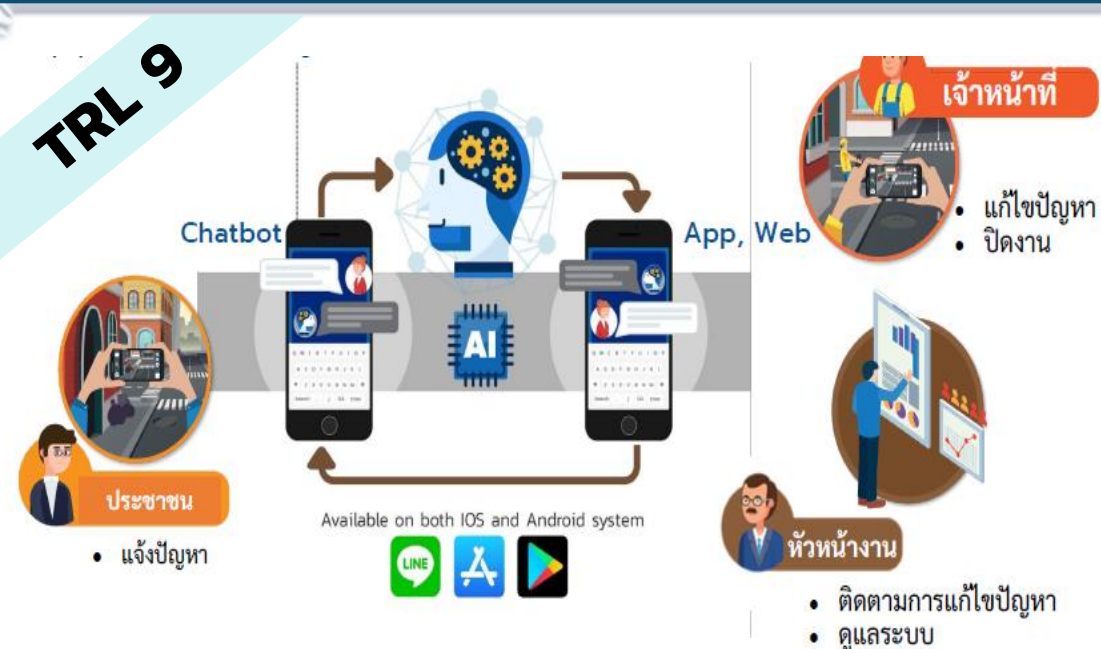 TRL 9
Chatbot
App, Web
AI
ประชาชน
• แจ้งปัญหา
Available on both IOS and Android system
LINE
เจ้าหน้าที่
• แก้ไขปัญหา
• ปิดงาน
หัวหน้างาน
• ติดตามการแก้ไขปัญหา
• ดูแลระบบ